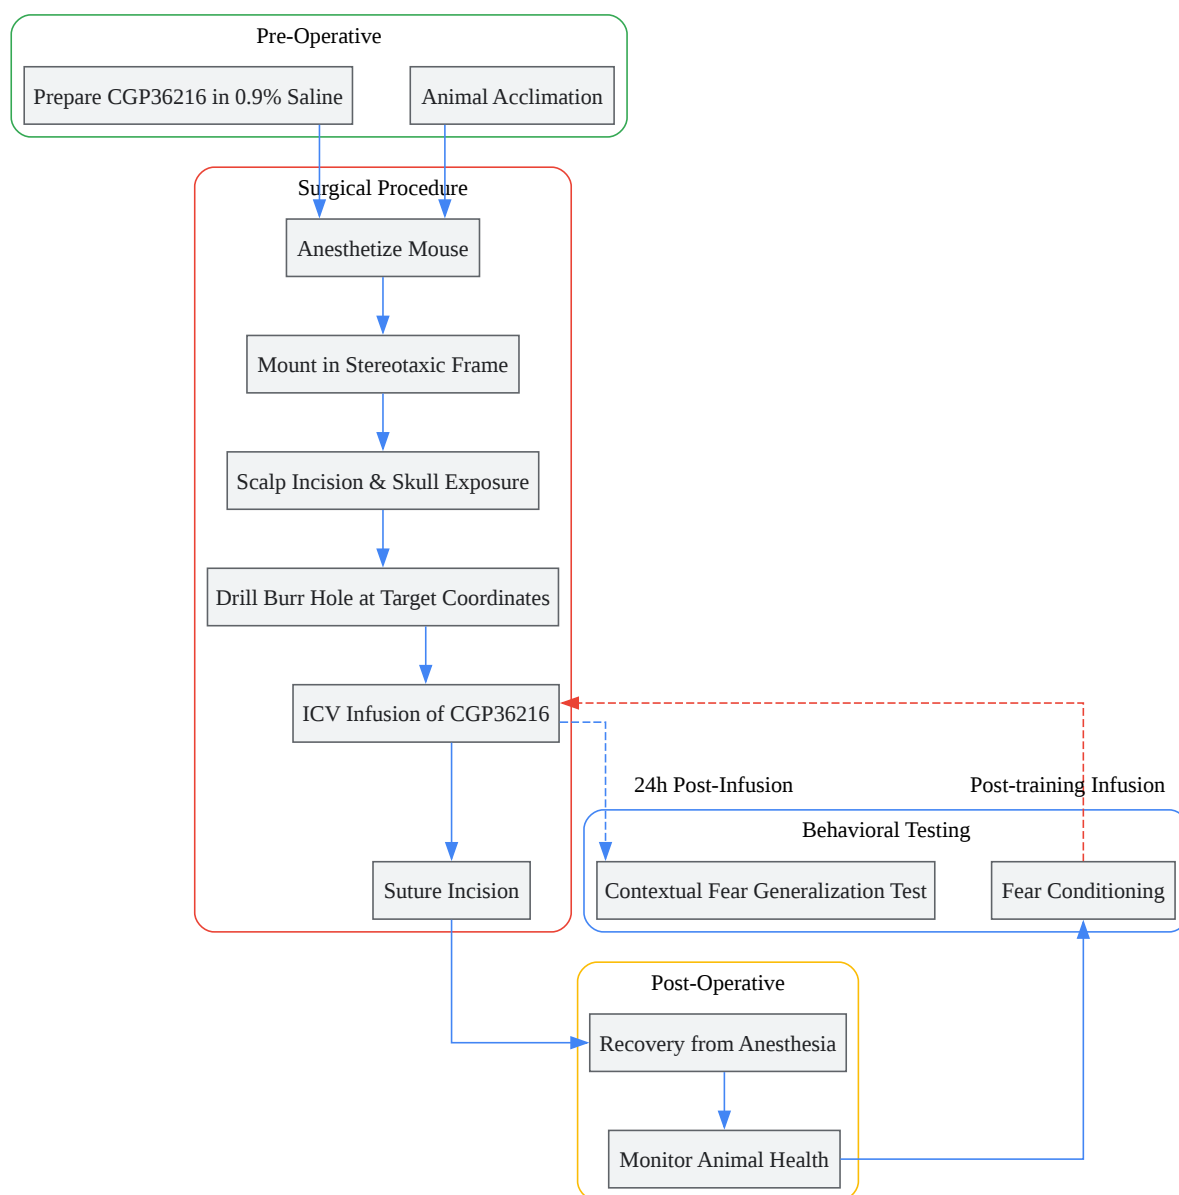 Pre-Operative
Prepare CGP36216 in 0.9% Saline
Animal Acclimation
Surgical Procedure
Anesthetize Mouse
Mount in Stereotaxic Frame
Scalp Incision & Skull Exposure
Drill Burr Hole at Target Coordinates
ICV Infusion of CGP36216
24h Post-Infusion
Post-training Infusion
Behavioral Testing
Suture Incision
Contextual Fear Generalization Test
Fear Conditioning
Post-Operative
Recovery from Anesthesia
Monitor Animal Health